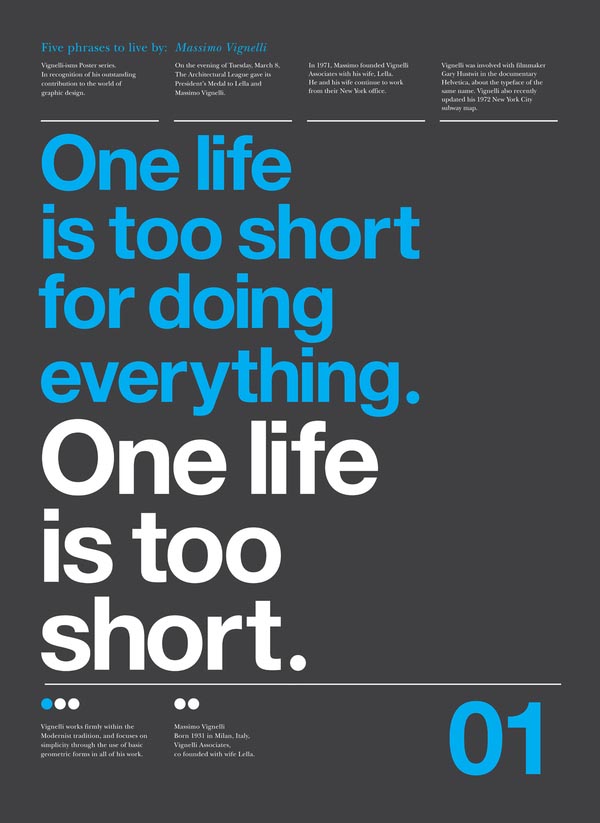 Five phrases to live by: Massimo Vignelli
Vignelli-isms Poster series.
In recognition of his outstanding
contribution to the world of
graphic design.
On the evening of Tuesday, March 8,
The Architectural League gave its
President's Medal to Lella and
Massimo Vignelli.
In 1971, Massimo founded Vignelli
Associates with his wife, Lella.
He and his wife continue to work
from their New York office.
Vignelli was involved with filmmaker
Gary Hustwit in the documentary
Helvetica, about the typeface of the
same name. Vignelli also recently
updated his 1972 New York City
subway map.
One life
is too short
for doing
everything.
One life
is too
short.
Vignelli works firmly within the
Modernist tradition, and focuses on
simplicity through the use of basic
geometric forms in all of his work.
Massimo Vignelli
Born 1931 in Milan, Italy,
Vignelli Associates,
co founded with wife Lella.
01